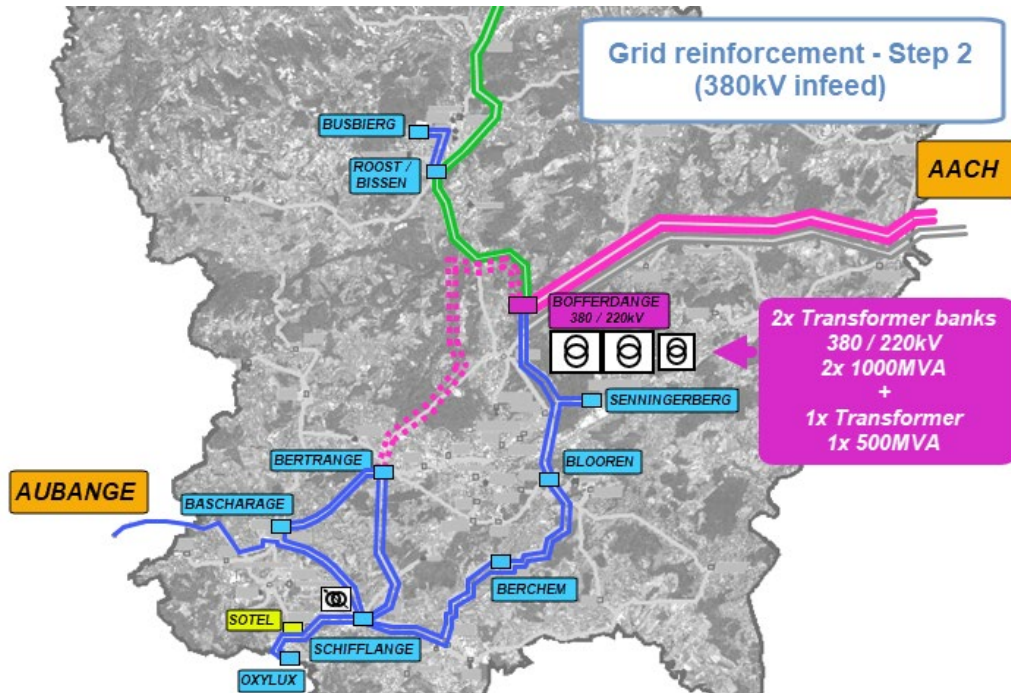 Grid reinforcement - Step 2
(380kV infeed)
BUSBIERG
ROOST /
BISSEN
AACH
BOFFERDANGE
380 / 220kV
2x Transformer banks
380 / 220kV
2x 1000MVA
+
1x Transformer
1x 500MVA
SENNINGERBERG
BERTRANGE
BLOOREN
AUBANGE
BASCHARAGE
BERCHEM
SOTEL
SCHIFFLANGE
OXYLUX